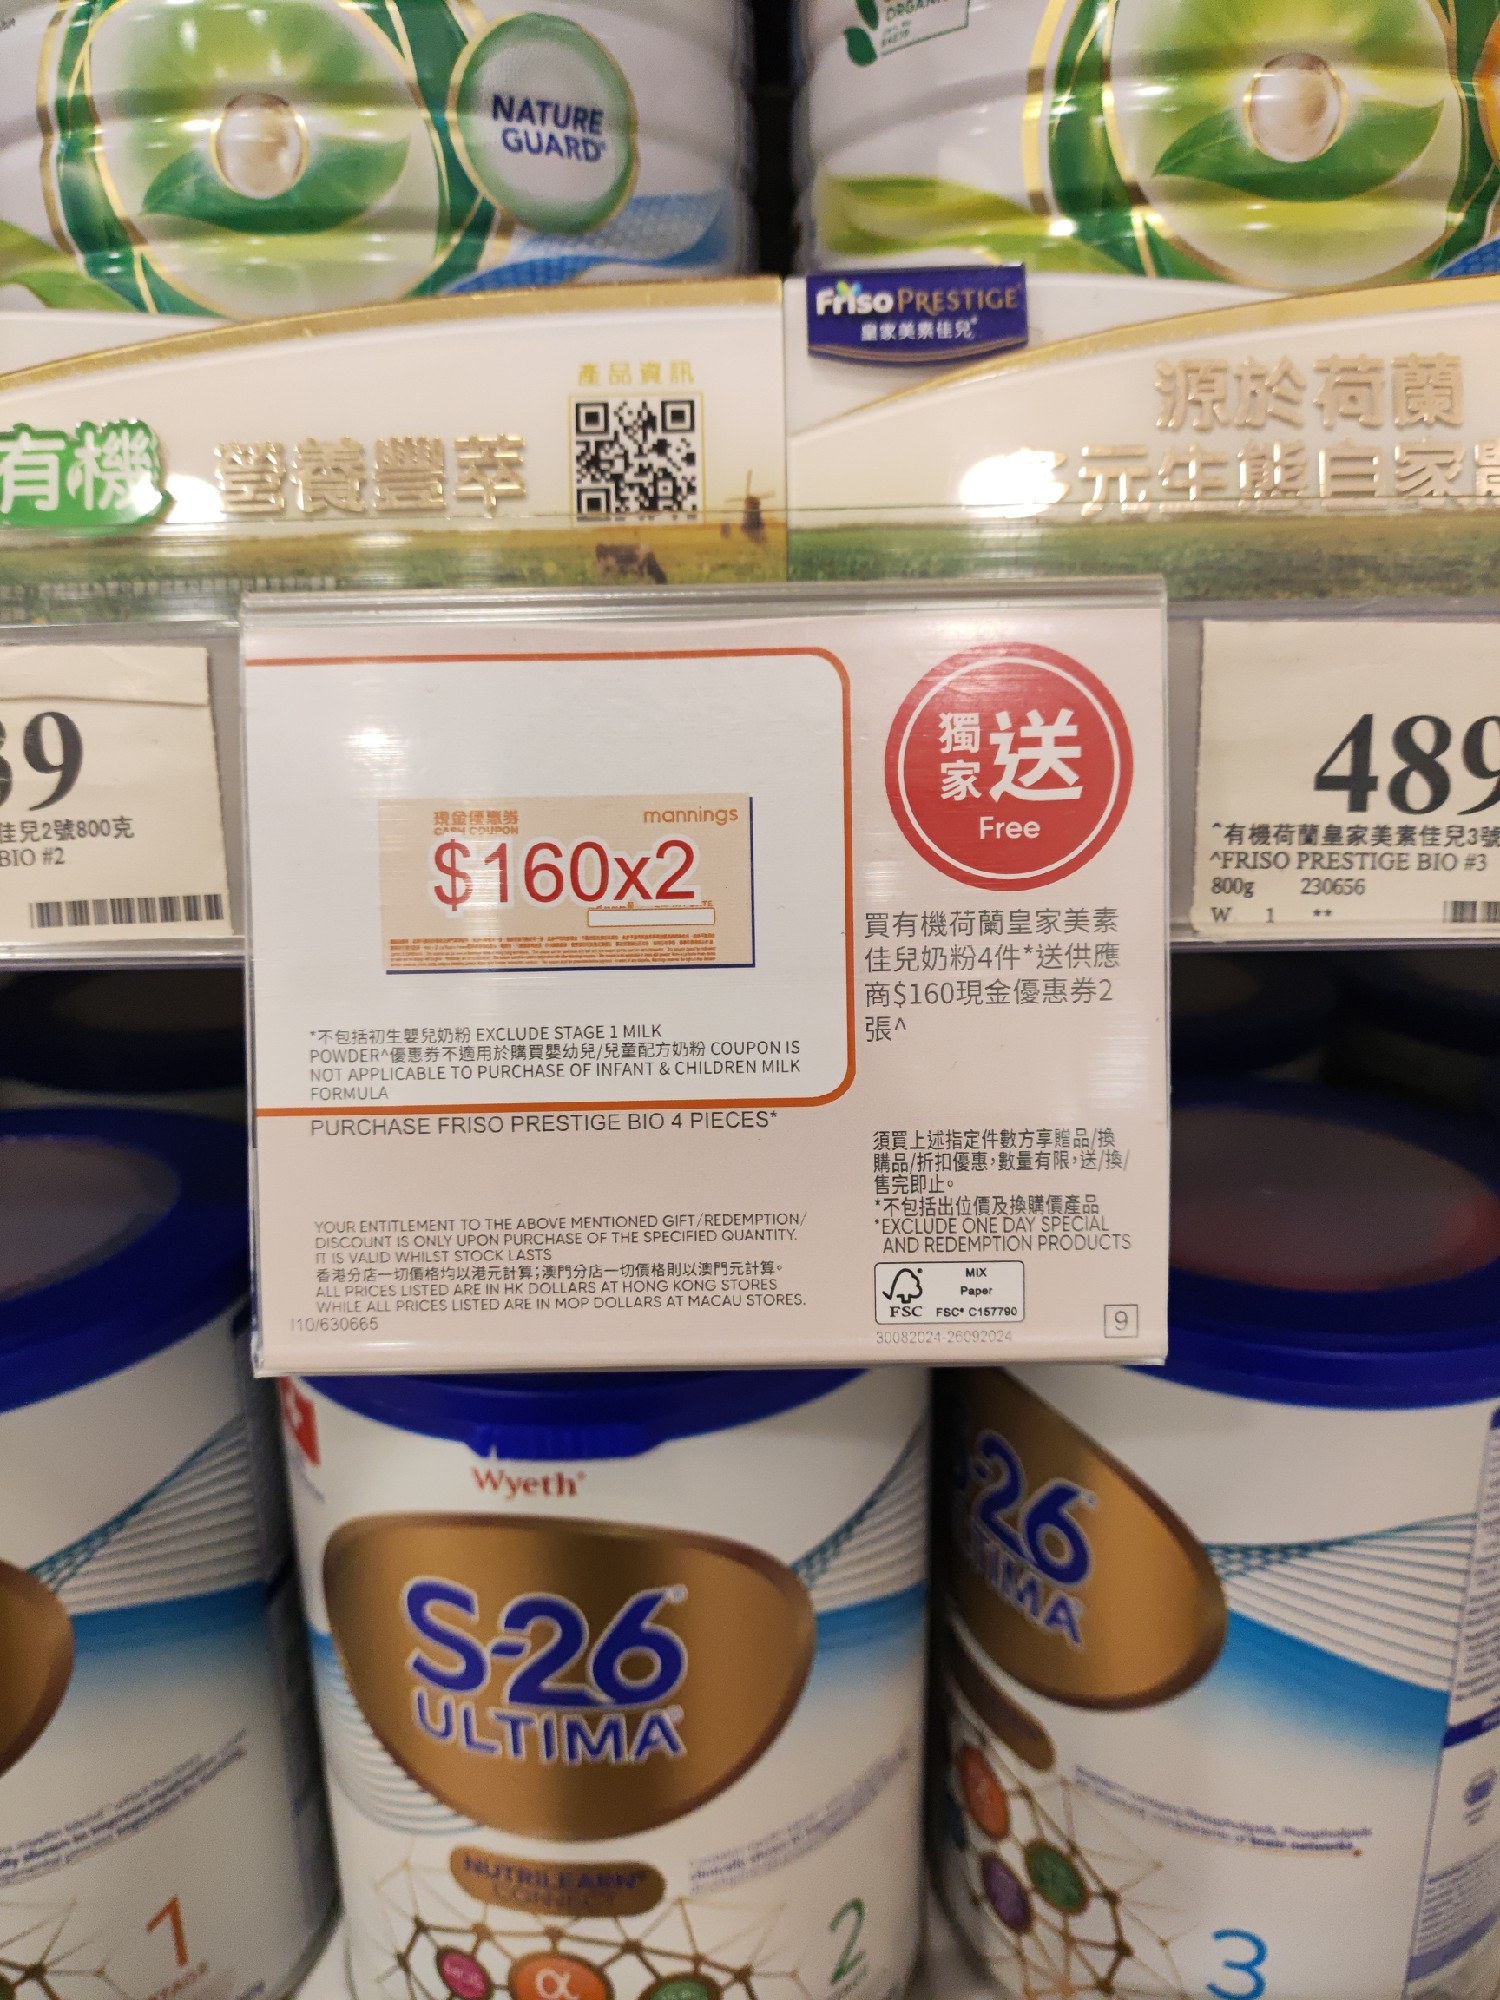 NATURE
GUARD
ORGANIC
Friso PRESTIGE
皇家美素佳兒
產品資訊
有機 營養豐萃
源於荷蘭
多元生態自家
39
佳兒2號800克
BIO #2
現金優惠券
CASH COUPON
mannings
$160x2
獨家送
Free
買有機荷蘭皇家美素
佳兒奶粉4件*送供應
商$160現金優惠券2
張^
*不包括初生嬰兒奶粉 EXCLUDE STAGE 1 MILK
POWDER^優惠券不適用於購買嬰幼兒/兒童配方奶粉 COUPON IS
NOT APPLICABLE TO PURCHASE OF INFANT & CHILDREN MILK
FORMULA
PURCHASE FRISO PRESTIGE BIO 4 PIECES*
須買上述指定件數方享贈品/換
購品/折扣優惠,數量有限,送/換/
售完即止。
*不包括出位價及換購價產品
*EXCLUDE ONE DAY SPECIAL
AND REDEMPTION PRODUCTS
YOUR ENTITLEMENT TO THE ABOVE MENTIONED GIFT/REDEMPTION/
DISCOUNT IS ONLY UPON PURCHASE OF THE SPECIFIED QUANTITY.
IT IS VALID WHILST STOCK LASTS
香港分店一切價格均以港元計算;澳門分店一切價格則以澳門元計算。
ALL PRICES LISTED ARE IN HK DOLLARS AT HONG KONG STORES
WHILE ALL PRICES LISTED ARE IN MOP DOLLARS AT MACAU STORES.
I10/630665
FSC
MIX
Paper
FSC® C157790
30082024-26092024
9
489
^有機荷蘭皇家美素佳兒3號
^FRISO PRESTIGE BIO #3
800g 230656
W 1 **
Wyeth®
S-26
ULTIMA
NUTRILEARN
CONNECT
α
1
2
S-26
ULTIMA
3